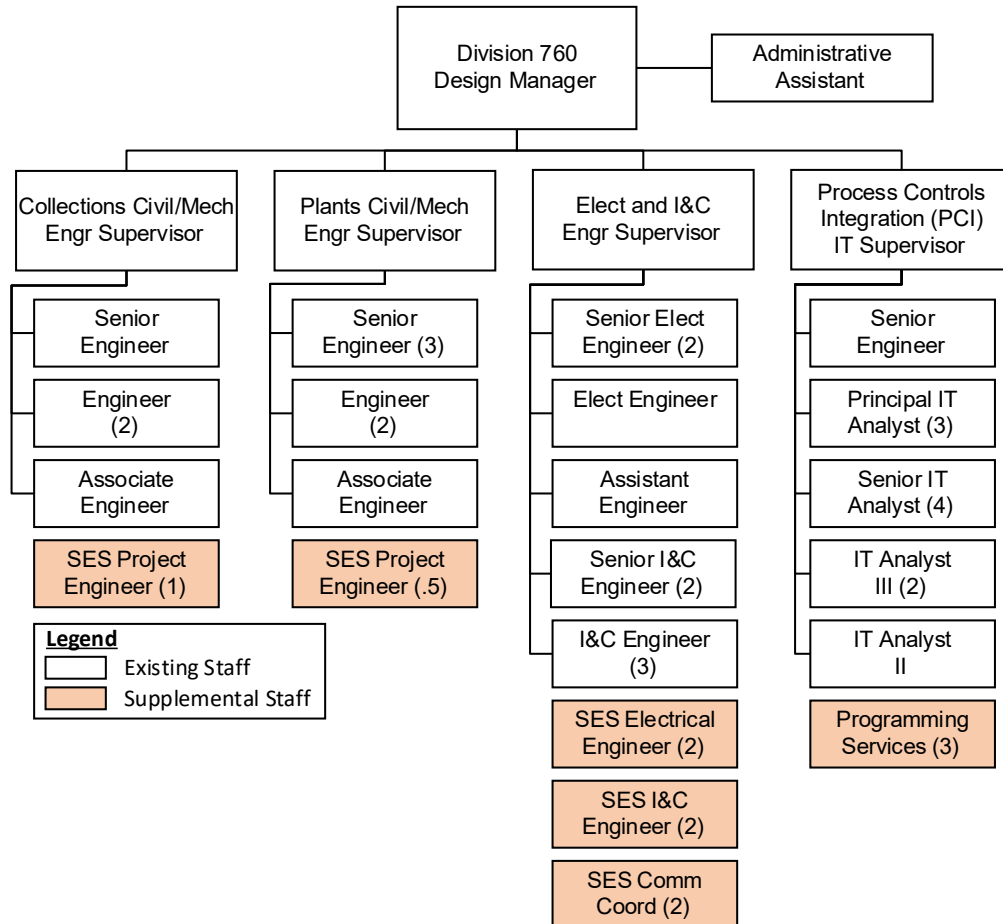 Division 760
Design Manager
Administrative
Assistant
Collections Civil/Mech
Engr Supervisor
Senior
Engineer
Engineer
(2)
Associate
Engineer
SES Project
Engineer (1)
Plants Civil/Mech
Engr Supervisor
Senior
Engineer (3)
Engineer
(2)
Associate
Engineer
SES Project
Engineer (.5)
Elect and I&C
Engr Supervisor
Senior Elect
Engineer (2)
Elect Engineer
Assistant
Engineer
Senior I&C
Engineer (2)
I&C Engineer
(3)
SES Electrical
Engineer (2)
SES I&C
Engineer (2)
SES Comm
Coord (2)
Process Controls
Integration (PCI)
IT Supervisor
Senior
Engineer
Principal IT
Analyst (3)
Senior IT
Analyst (4)
IT Analyst
III (2)
IT Analyst
II
Programming
Services (3)
Legend
Existing Staff
Supplemental Staff